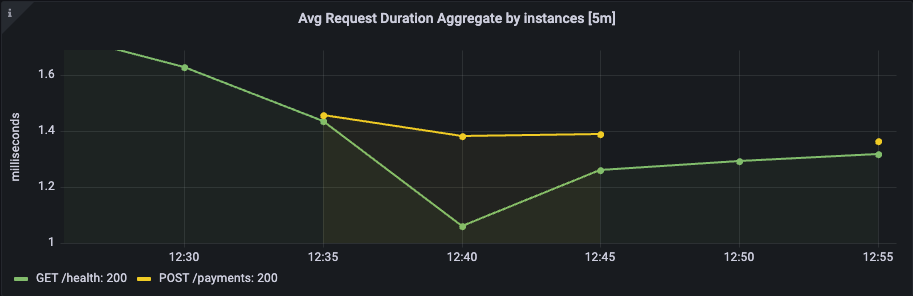 i
Avg Request Duration Aggregate by instances [5m]
milliseconds
1.6
1.4
1.2
1
12:30 12:35 12:40 12:45 12:50 12:55
GET /health: 200 POST /payments: 200